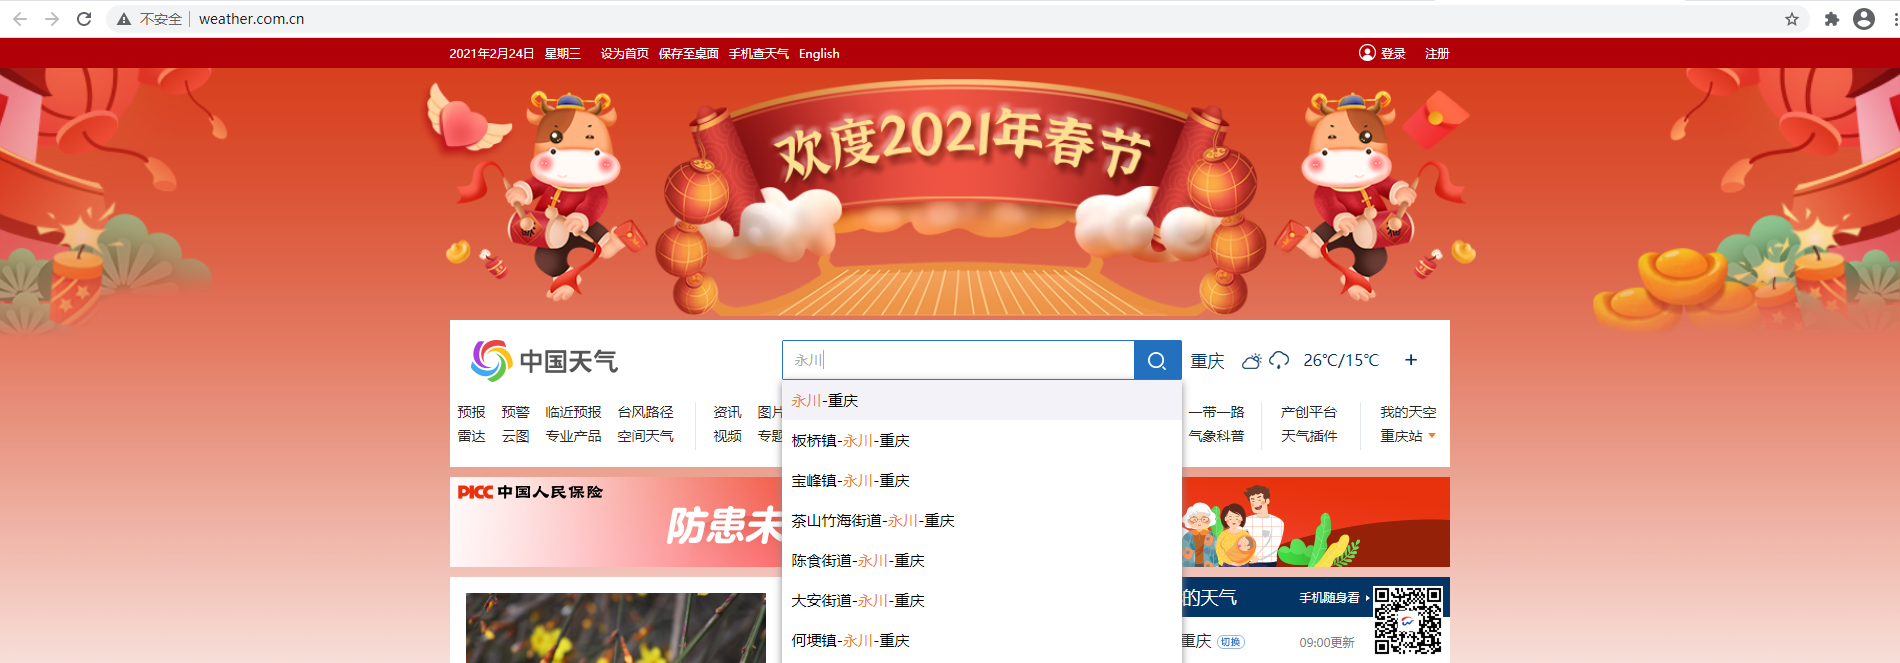 不安全 weather.com.cn
2021年2月24日 星期三 设为首页 保存至桌面 手机查天气 English 登录 注册
欢度2021年春节
中国天气
永川
重庆 26℃/15℃ +
预报 预警 临近预报 台风路径 资讯 图片 一带一路 产创平台 我的天空
雷达 云图 专业产品 空间天气 视频 专题 气象科普 天气插件 重庆站
永川-重庆
板桥镇-永川-重庆
宝峰镇-永川-重庆
茶山竹海街道-永川-重庆
陈食街道-永川-重庆
大安街道-永川-重庆
何埂镇-永川-重庆
PICC 中国人民保险
防患未
的天气 手机随身看
重庆 切换 09:00更新